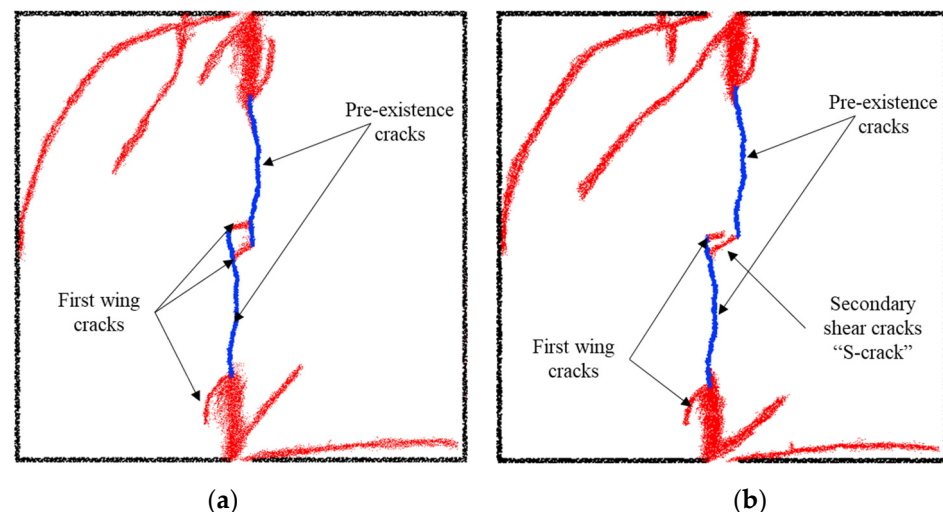 Pre-existence
cracks
First wing
cracks
(a)
Pre-existence
cracks
Secondary
shear cracks
“S-crack”
First wing
cracks
(b)